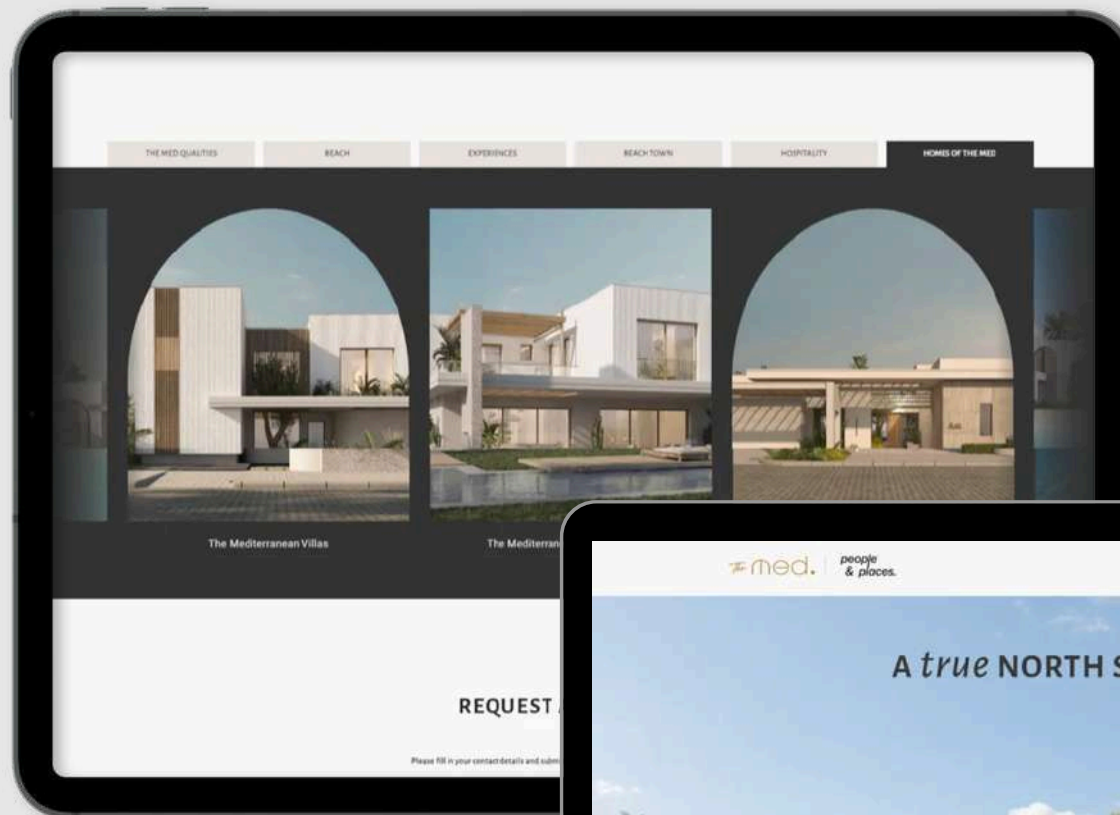 THE MED QUALITIES
BEACH
EXPERIENCES
BEACH TOWN
HOSPITALITY
HOMES OF THE MED
The Mediterranean Villas
The Mediterran
REQUEST
Please fill in your contact details and subm
The med.
people
& places.
A true NORTH S